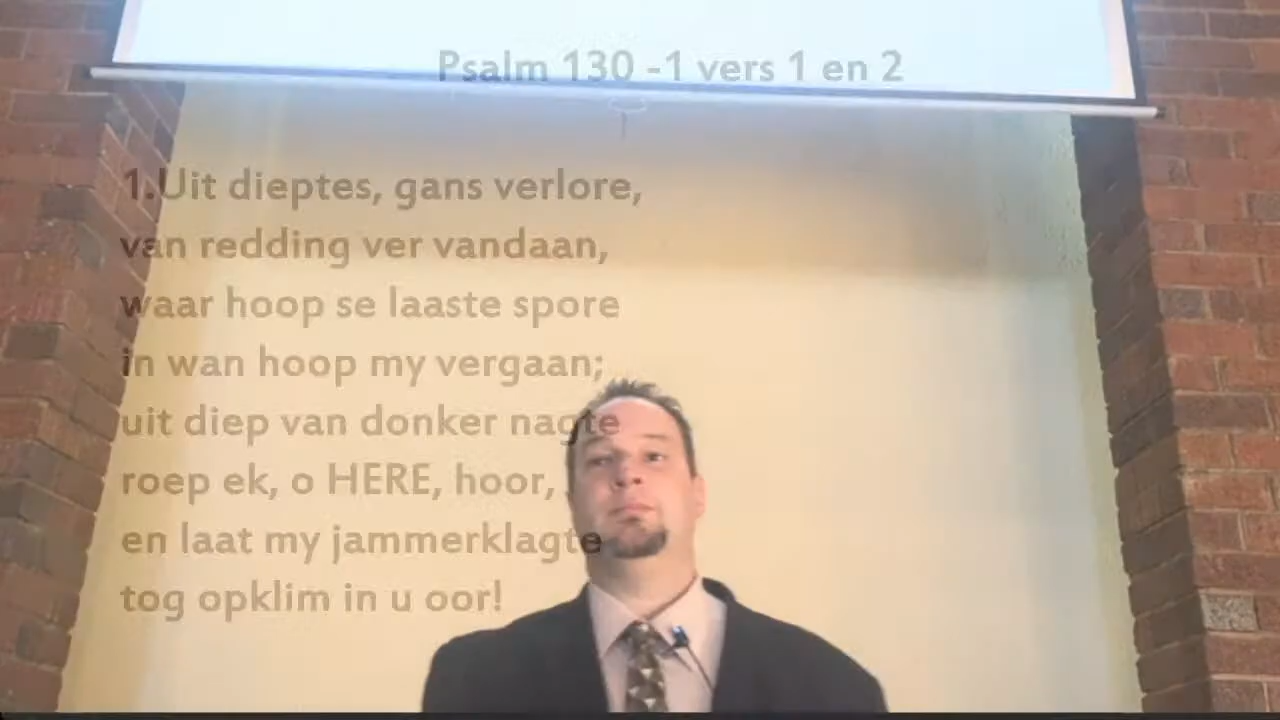 Psalm 130 -1 vers 1 en 2
1.Uit dieptes, gans verlore,
van redding ver vandaan,
waar hoop se laaste spore
in wan hoop my vergaan;
uit diep van donker nagte
roep ek, o HERE, hoor,
en laat my jammerklagte
tog opklim in u oor!